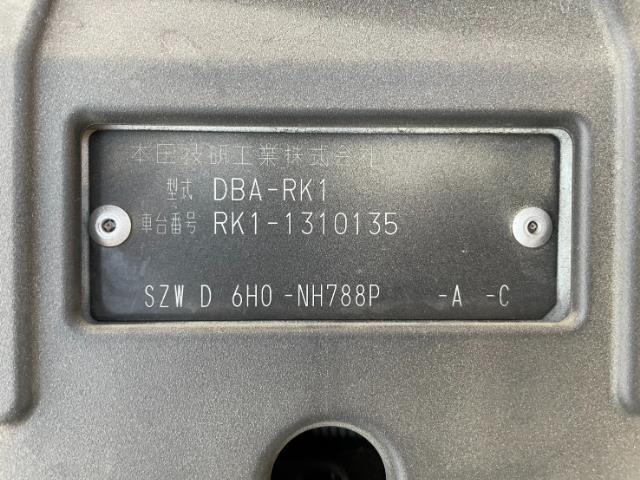 本田技研工業株式会社
型式 DBA-RK1
車台番号 RK1-1310135
SZW D 6H0 -NH788P -A -C